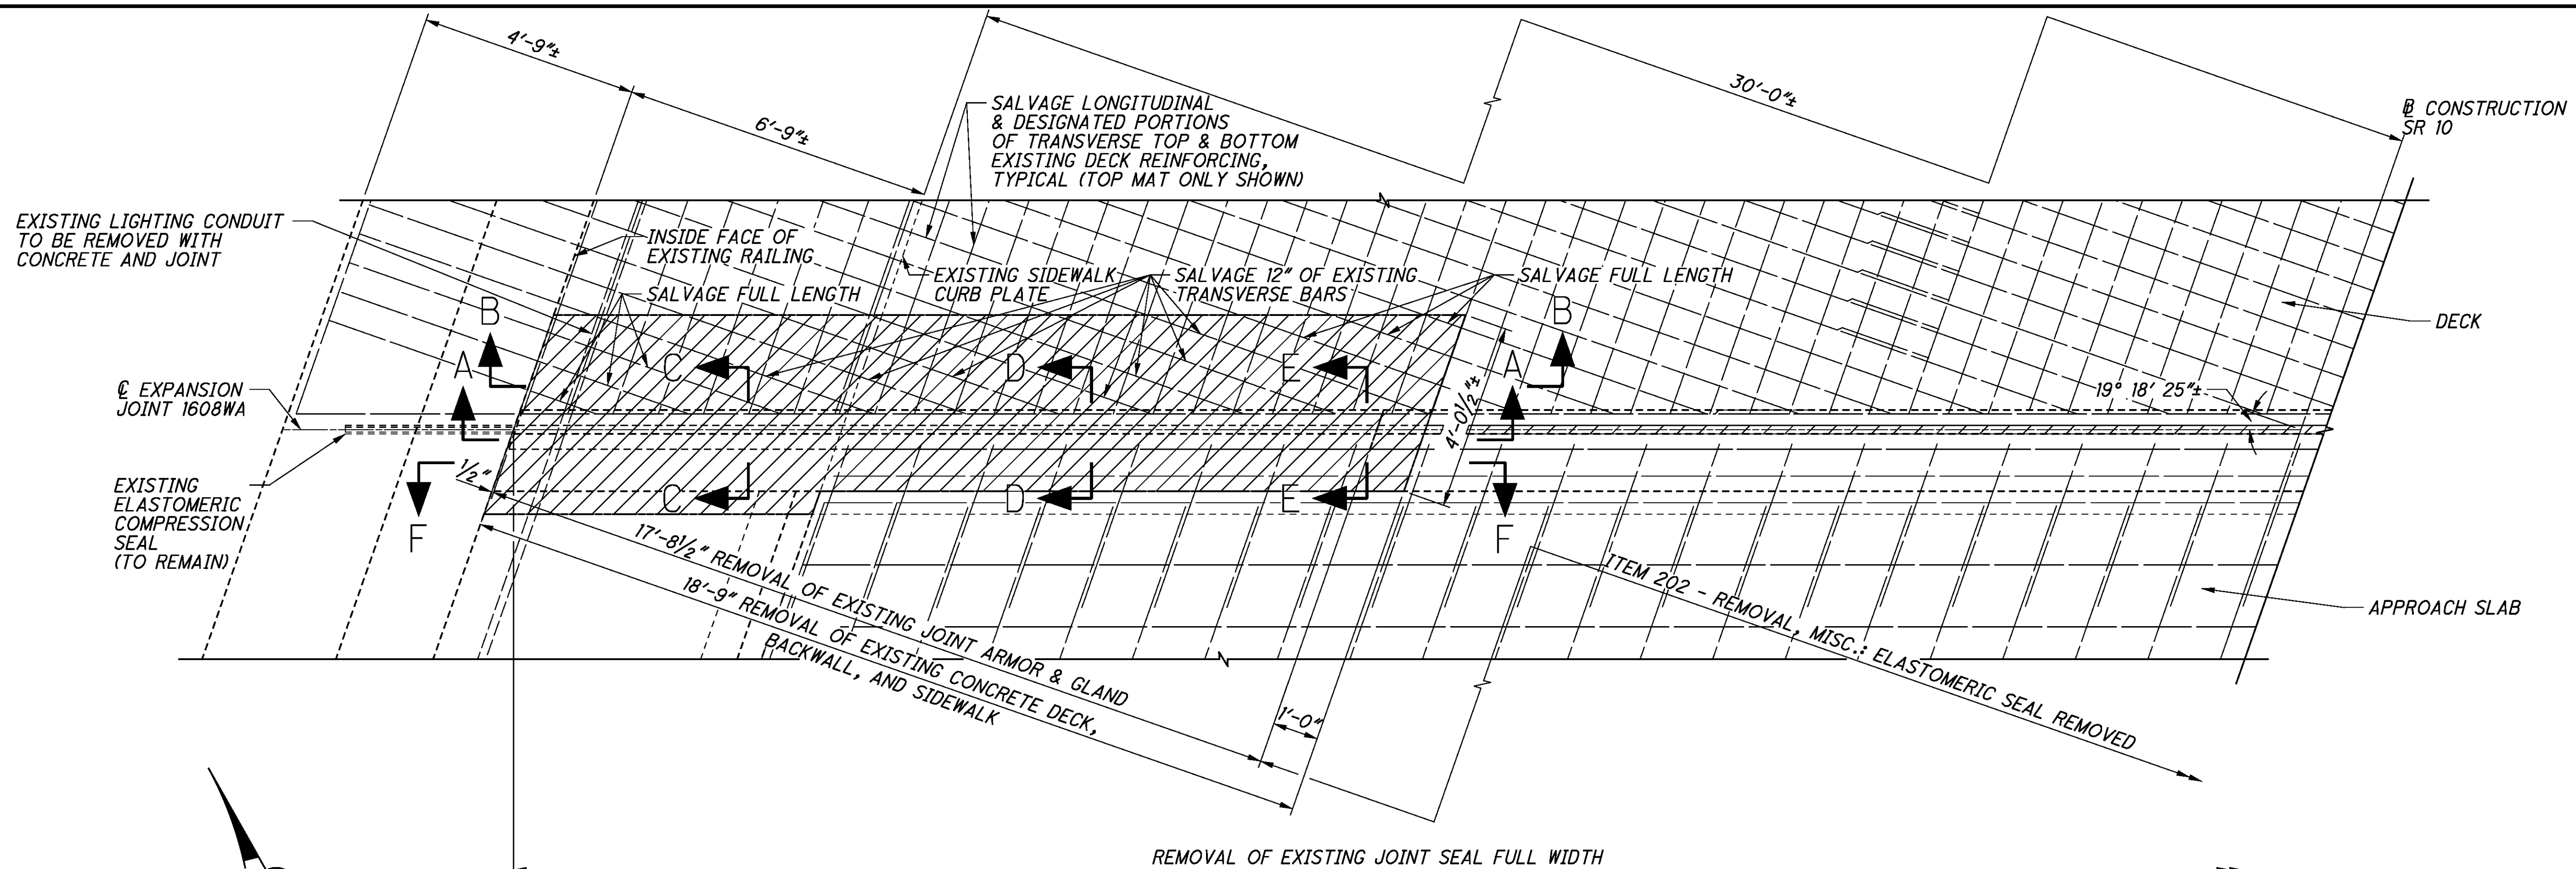 4'-9"±
6'-9"±
30'-0"±
℄ CONSTRUCTION
SR 10
SALVAGE LONGITUDINAL
& DESIGNATED PORTIONS
OF TRANSVERSE TOP & BOTTOM
EXISTING DECK REINFORCING,
TYPICAL (TOP MAT ONLY SHOWN)
EXISTING LIGHTING CONDUIT
TO BE REMOVED WITH
CONCRETE AND JOINT
INSIDE FACE OF
EXISTING RAILING
SALVAGE FULL LENGTH
EXISTING SIDEWALK
CURB PLATE
SALVAGE 12" OF EXISTING
TRANSVERSE BARS
SALVAGE FULL LENGTH
DECK
B
A
C
D
E
A
B
19° 18' 25"±
℄ EXPANSION
JOINT 1608WA
4'-0 1/2"±
EXISTING
ELASTOMERIC
COMPRESSION
SEAL
(TO REMAIN)
1/2"
F
C
D
E
F
17'-8 1/2" REMOVAL OF EXISTING JOINT ARMOR & GLAND
18'-9" REMOVAL OF EXISTING CONCRETE DECK,
BACKWALL, AND SIDEWALK
1'-0"
ITEM 202 - REMOVAL, MISC.: ELASTOMERIC SEAL REMOVED
APPROACH SLAB
REMOVAL OF EXISTING JOINT SEAL FULL WIDTH